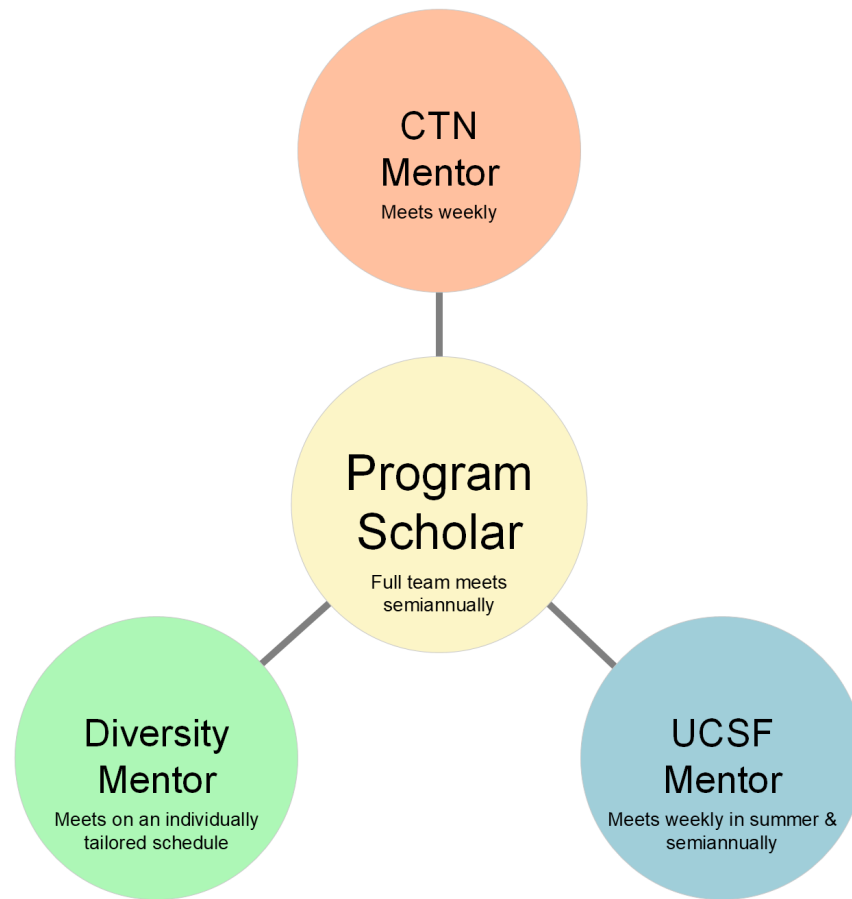 CTN
Mentor
Meets weekly
Program
Scholar
Full team meets
semiannually
Diversity
Mentor
Meets on an individually
tailored schedule
UCSF
Mentor
Meets weekly in summer &
semiannually